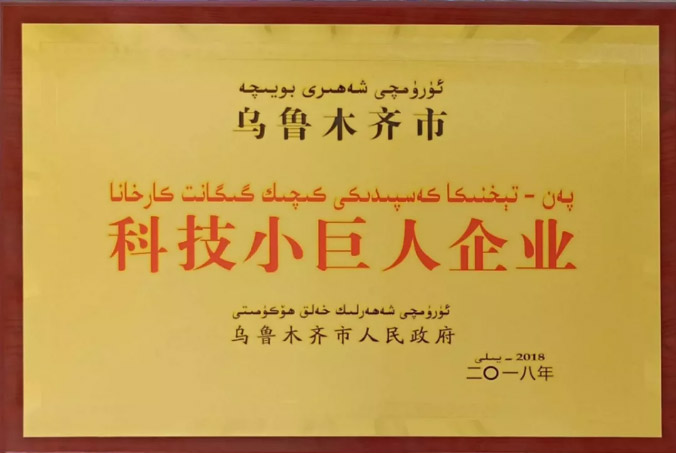 ئۈرۈمچى شەھىرى بويىچە
乌鲁木齐市
پەن - تېخنىكا كەسپىدىكى كىچىك گىگانت كارخانا
科技小巨人企业
ئۈرۈمچى شەھەرلىك خەلق ھۆكۈمىتى
乌鲁木齐市人民政府
2018 - يىلى
二〇一八年